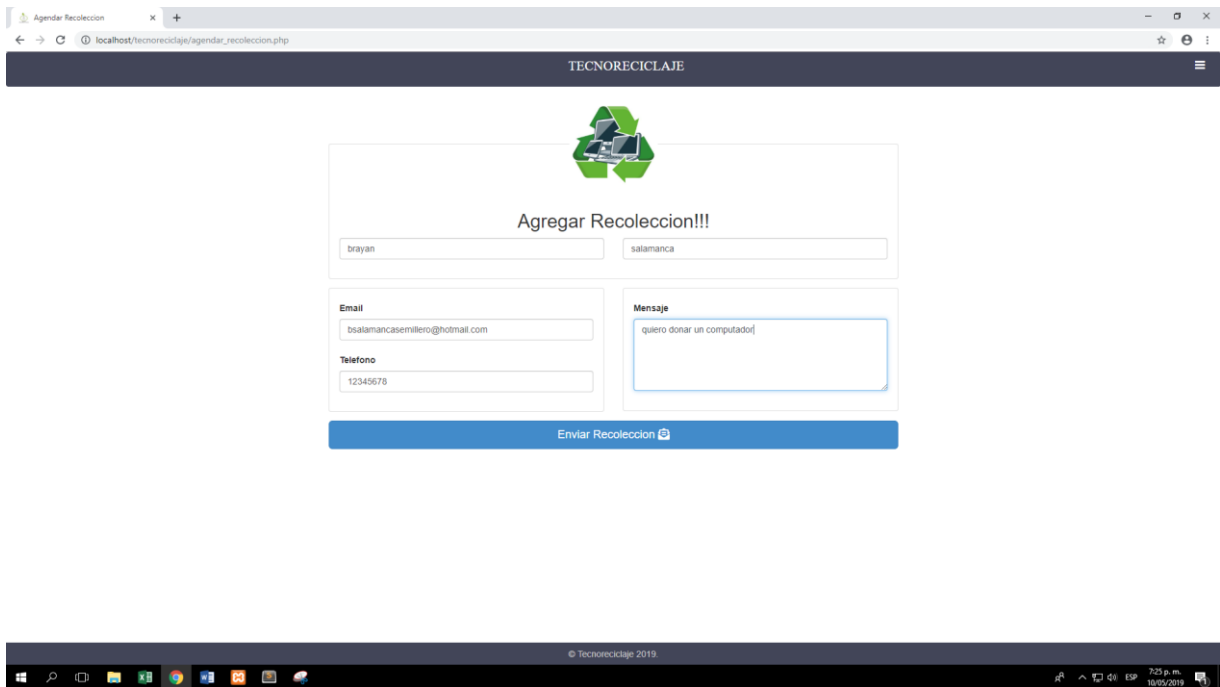 Agendar Recoleccion
localhost/tecnoreciclaje/agendar_recoleccion.php
TECNORECICLAJE
Agregar Recoleccion!!!
brayan salamanca
Email
bsalamancasemillero@hotmail.com
Telefono
12345678
Mensaje
quiero donar un computador
Enviar Recoleccion
© Tecnoreciclaje 2019.
ESP
7:25 p. m.
10/05/2019